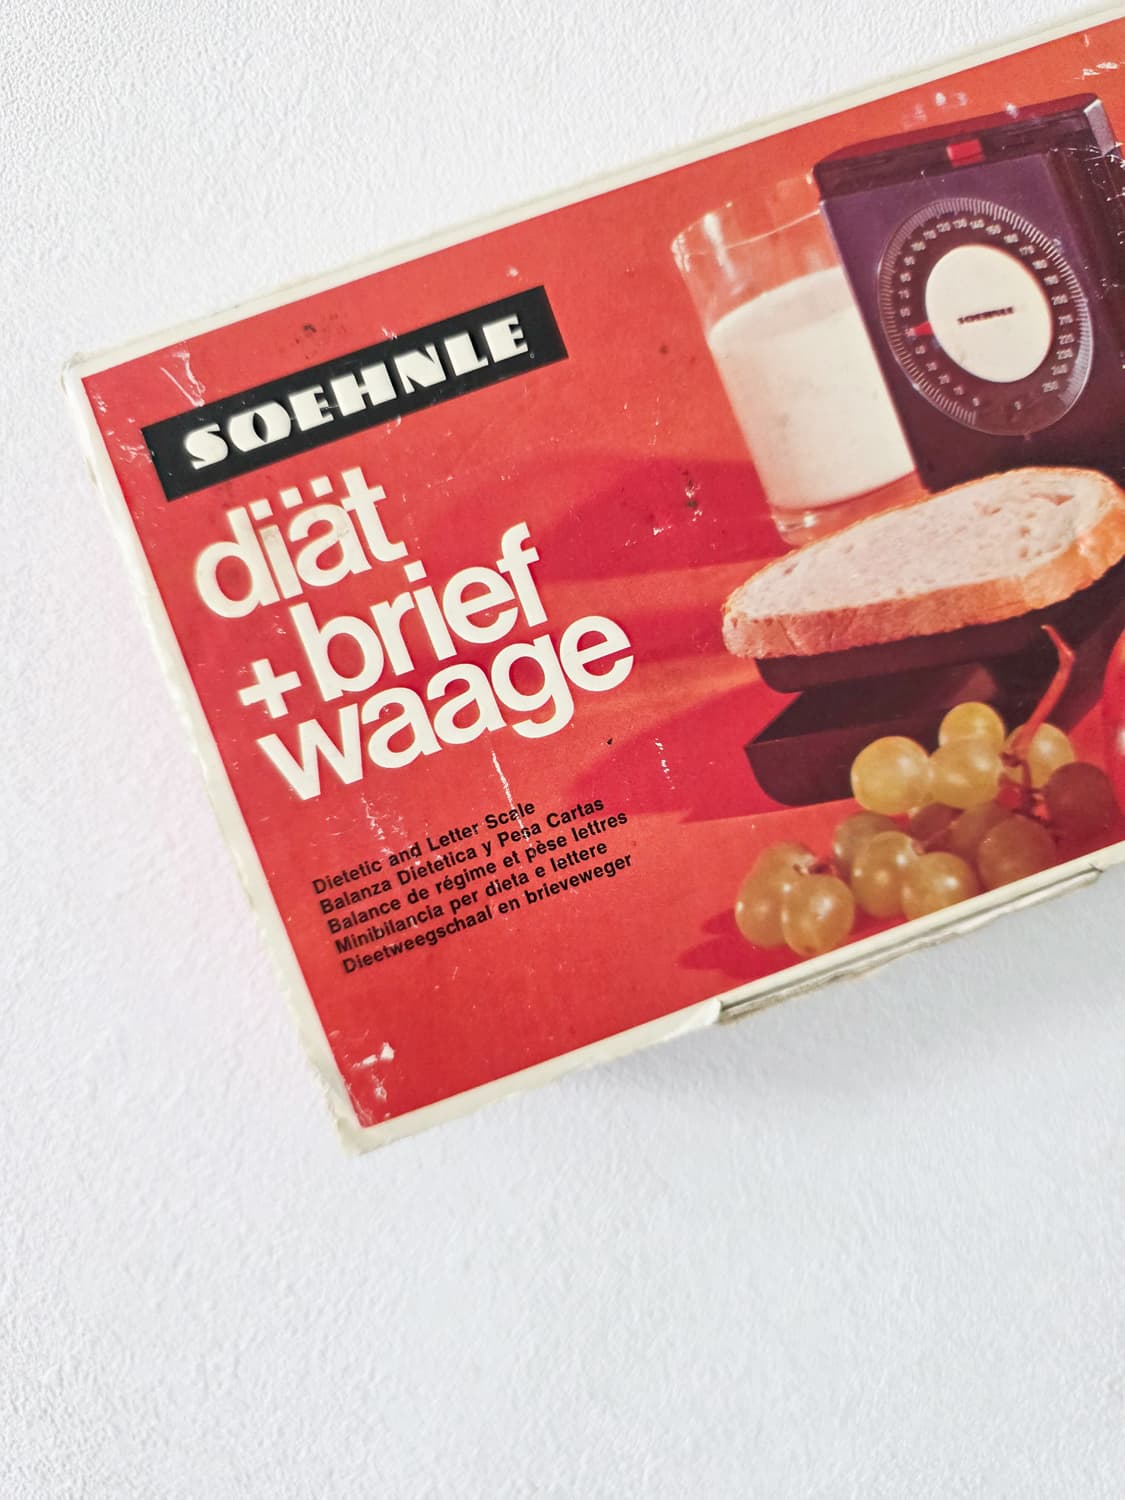 SOEHNLE
diät
+brief
waage
Dietetic and Letter Scale
Balanza Dietetica y Pesa Cartas
Balance de régime et pèse lettres
Minibilancia per dieta e lettere
Dieetweegschaal en brieveweger
SOEHNLE